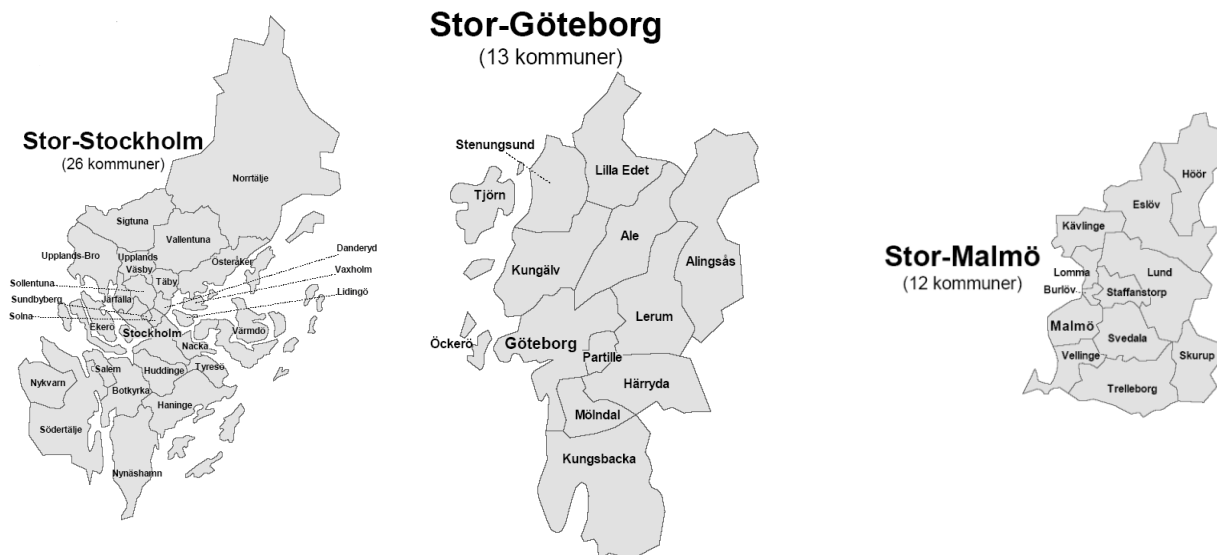 Stor-Stockholm
(26 kommuner)
Norrtälje
Sigtuna
Vallentuna
Upplands-Bro
Upplands
Väsby
Österåker
Danderyd
Täby
Vaxholm
Sollentuna
Lidingö
Sundbyberg
Järfälla
Solna
Ekerö
Stockholm
Värmdö
Nacka
Salem
Huddinge
Tyresö
Nykvarn
Botkyrka
Haninge
Södertälje
Nynäshamn
Stor-Göteborg
(13 kommuner)
Stenungsund
Lilla Edet
Tjörn
Ale
Kungälv
Alingsås
Lerum
Öckerö
Göteborg
Partille
Härryda
Mölndal
Kungsbacka
Stor-Malmö
(12 kommuner)
Höör
Eslöv
Kävlinge
Lomma
Lund
Burlöv
Staffanstorp
Malmö
Svedala
Vellinge
Skurup
Trelleborg